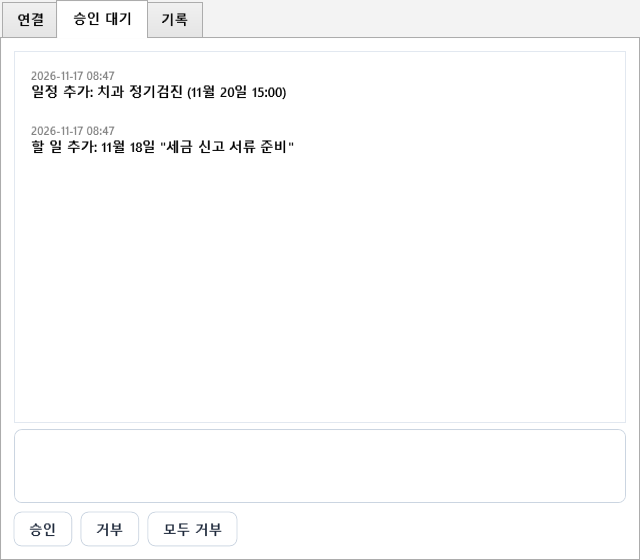 연결
승인 대기
기록
2026-11-17 08:47
일정 추가: 치과 정기검진 (11월 20일 15:00)
2026-11-17 08:47
할 일 추가: 11월 18일 "세금 신고 서류 준비"
승인
거부
모두 거부